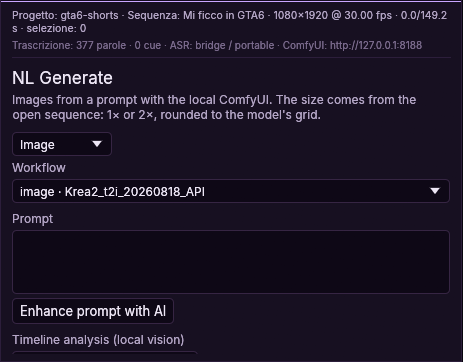 Progetto: gta6-shorts · Sequenza: Mi ficco in GTA6 · 1080×1920 @ 30.00 fps · 0.0/149.2
s · selezione: 0
Trascrizione: 377 parole · 0 cue · ASR: bridge / portable · ComfyUI: http://127.0.0.1:8188
NL Generate
Images from a prompt with the local ComfyUI. The size comes from the
open sequence: 1× or 2×, rounded to the model's grid.
Image
Workflow
image · Krea2_t2i_20260818_API
Prompt
Enhance prompt with AI
Timeline analysis (local vision)